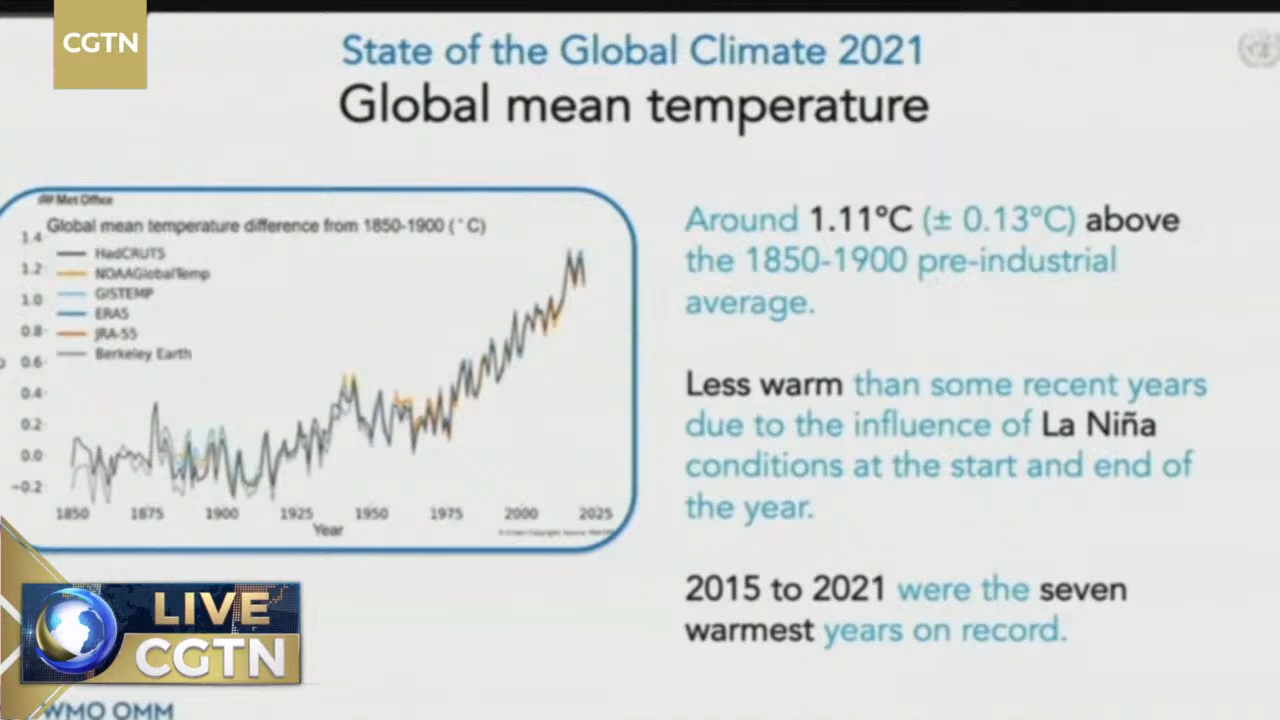 CGTN
State of the Global Climate 2021
Global mean temperature
Met Office
Global mean temperature difference from 1850-1900 (°C)
1.4
HadCRUT5
1.2
NOAAGlobalTemp
GISTEMP
1.0
ERA5
0.8
JRA-55
0.6
Berkeley Earth
0.4
0.2
0.0
−0.2
1850 1875 1900 1925 1950 1975 2000 2025
Year
Around 1.11°C (± 0.13°C) above
the 1850-1900 pre-industrial
average.
Less warm than some recent years
due to the influence of La Niña
conditions at the start and end of
the year.
2015 to 2021 were the seven
warmest years on record.
LIVE
CGTN
WMO OMM